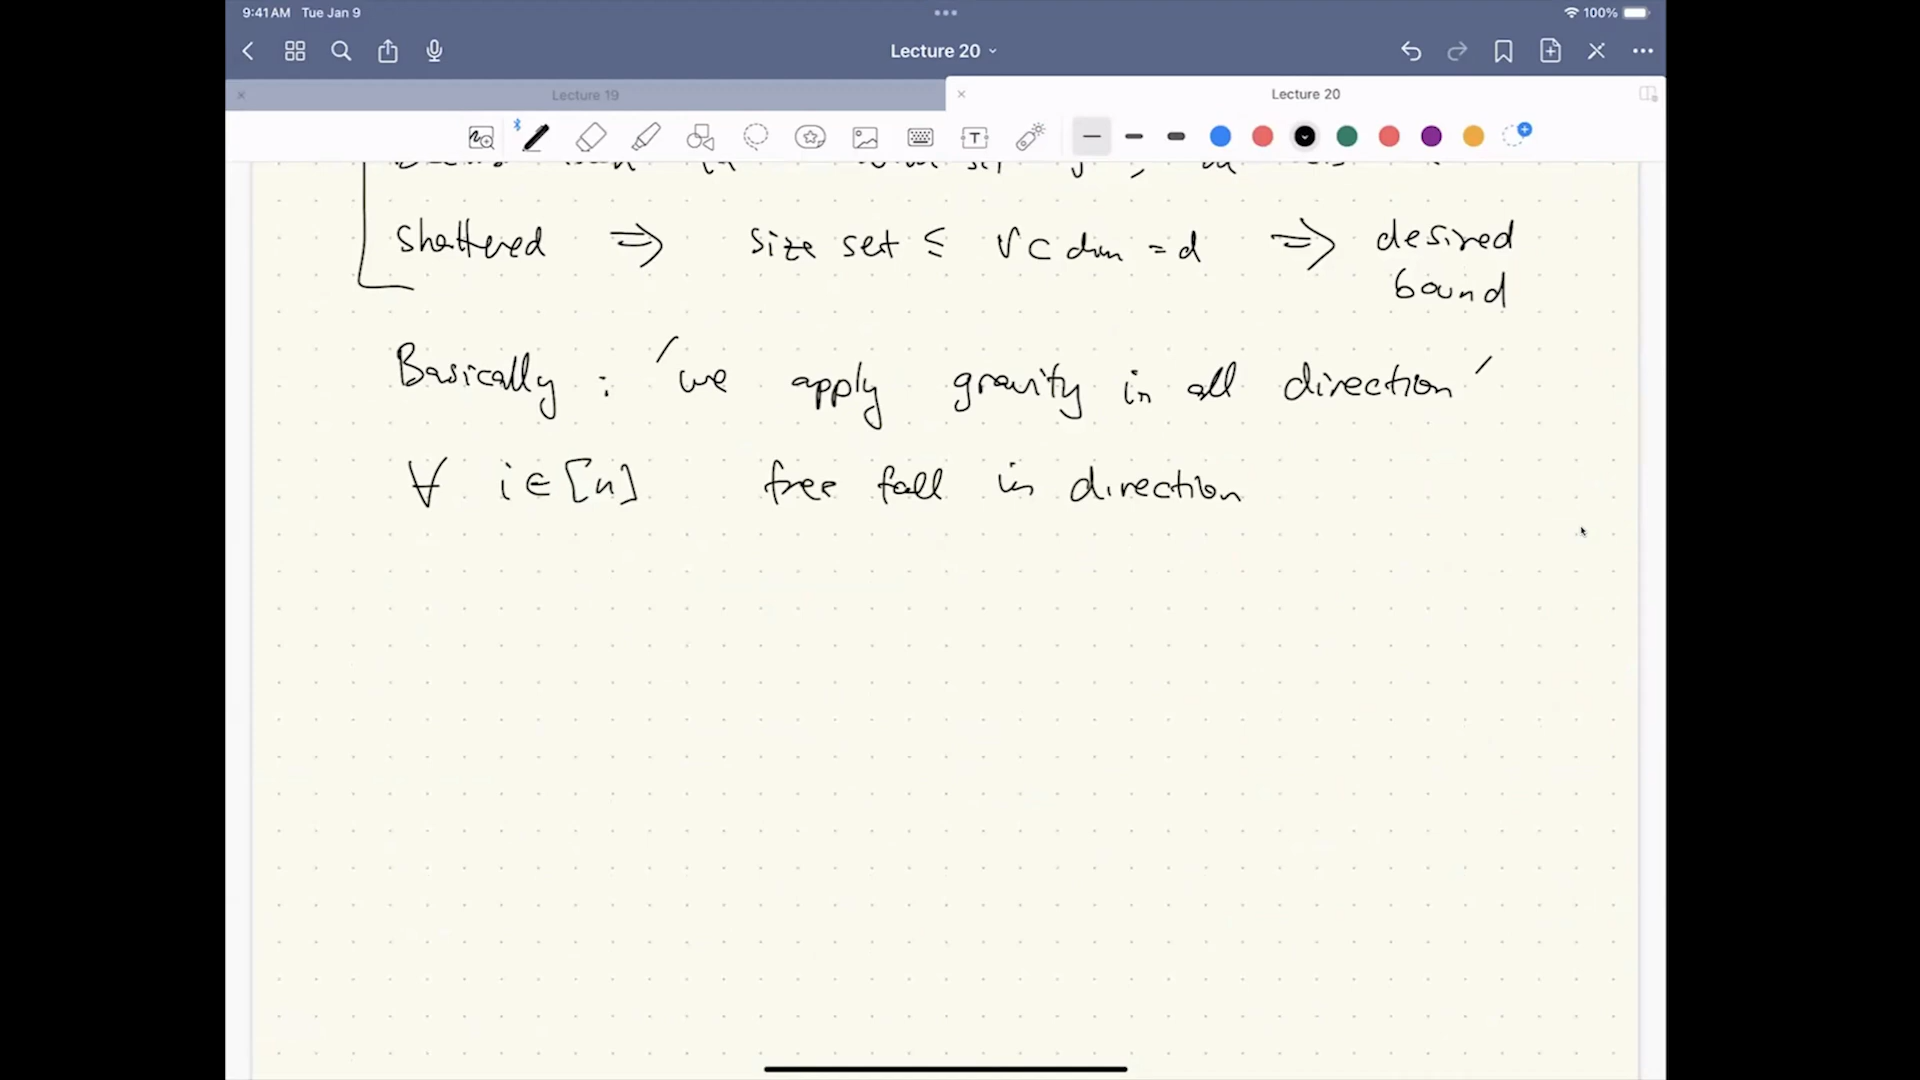 9:41 AM Tue Jan 9
100%
Lecture 20
Lecture 19
Lecture 20
shattered ⇒ size set ≤ VC dim = d ⇒ desired
bound
Basically : 'we apply gravity in all direction'
∀ i ∈ [n] free fall in direction